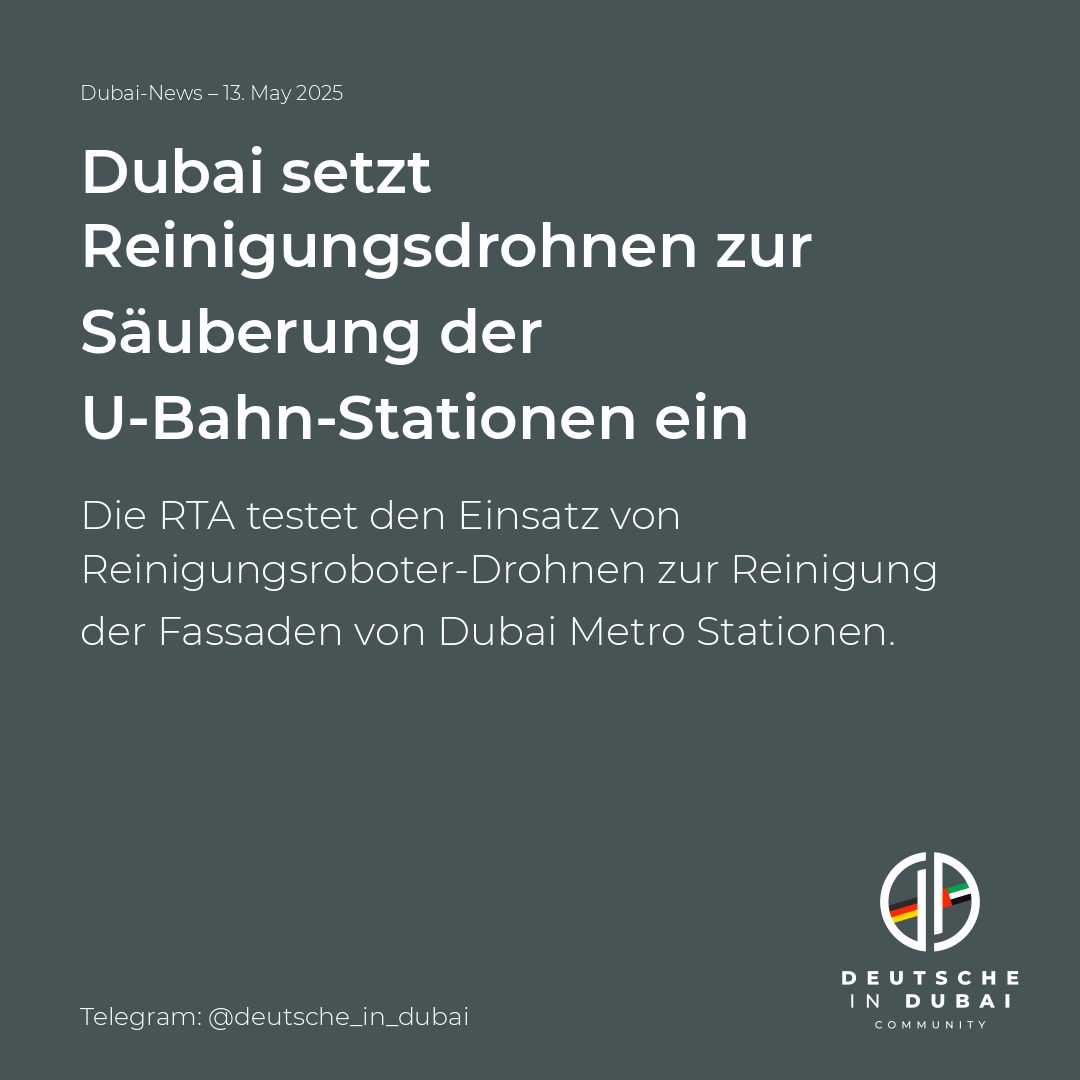 Dubai-News – 13. May 2025
Dubai setzt
Reinigungsdrohnen zur
Säuberung der
U-Bahn-Stationen ein
Die RTA testet den Einsatz von
Reinigungsroboter-Drohnen zur Reinigung
der Fassaden von Dubai Metro Stationen.
DEUTSCHE
IN DUBAI
COMMUNITY
Telegram: @deutsche_in_dubai